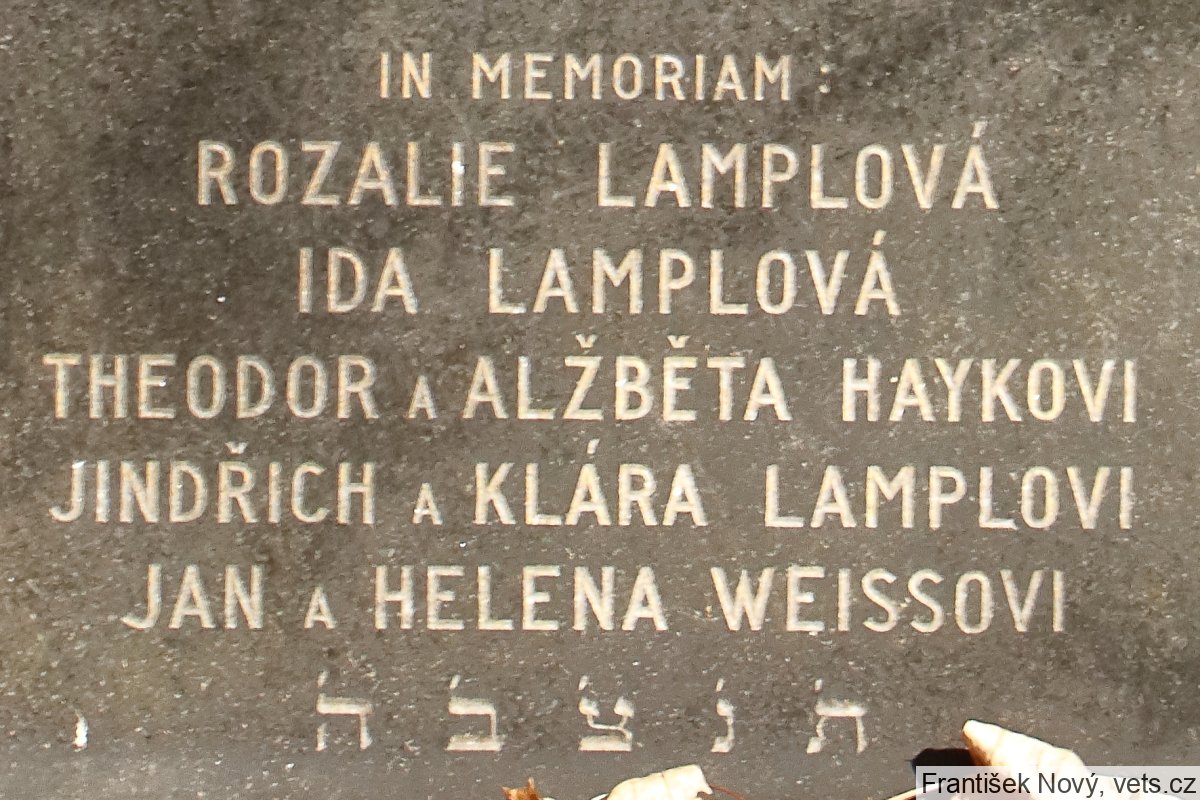 IN MEMORIAM :
ROZALIE LAMPLOVÁ
IDA LAMPLOVÁ
THEODOR A ALŽBĚTA HAYKOVI
JINDŘICH A KLÁRA LAMPLOVI
JAN A HELENA WEISSOVI
ת׳ נ׳ צ׳ ב׳ ה׳
František Nový, vets.cz